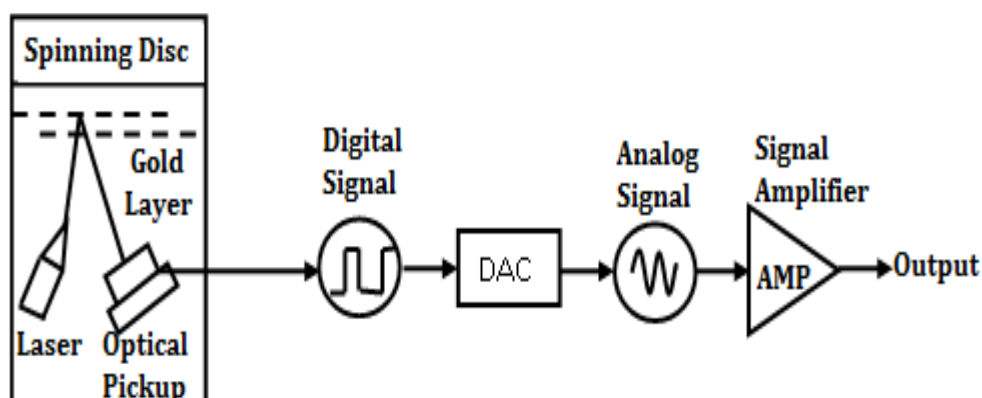 Spinning Disc
Gold
Layer
Laser
Optical
Pickup
Digital
Signal
DAC
Analog
Signal
Signal
Amplifier
AMP
Output